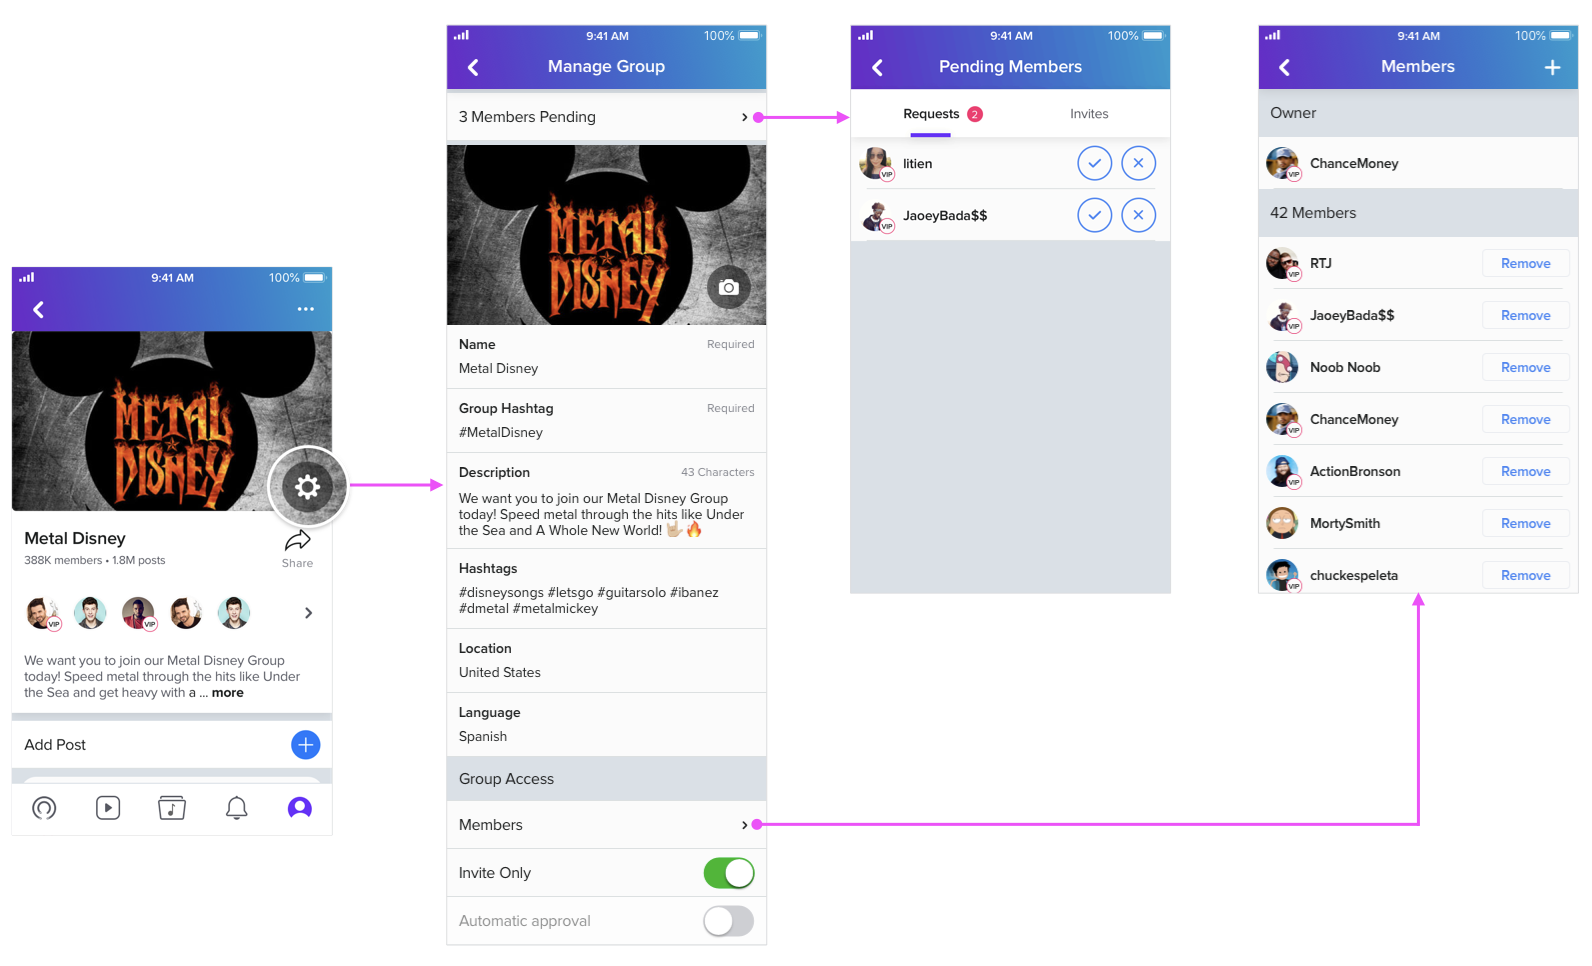 9:41 AM
100%
METAL
DISNEY
Metal Disney
388K members • 1.8M posts
Share
VIP
VIP
We want you to join our Metal Disney Group
today! Speed metal through the hits like Under
the Sea and get heavy with a ... more
Add Post
9:41 AM
100%
Manage Group
3 Members Pending
METAL
DISNEY
Name
Required
Metal Disney
Group Hashtag
Required
#MetalDisney
Description
43 Characters
We want you to join our Metal Disney Group
today! Speed metal through the hits like Under
the Sea and A Whole New World! 🤘🏼🔥
Hashtags
#disneysongs #letsgo #guitarsolo #ibanez
#dmetal #metalmickey
Location
United States
Language
Spanish
Group Access
Members
Invite Only
Automatic approval
9:41 AM
100%
Pending Members
Requests 2
Invites
VIP
litien
VIP
JaoeyBada$$
9:41 AM
100%
Members
Owner
VIP
ChanceMoney
42 Members
VIP
RTJ
Remove
VIP
JaoeyBada$$
Remove
Noob Noob
Remove
VIP
ChanceMoney
Remove
VIP
ActionBronson
Remove
MortySmith
Remove
VIP
chuckespeleta
Remove